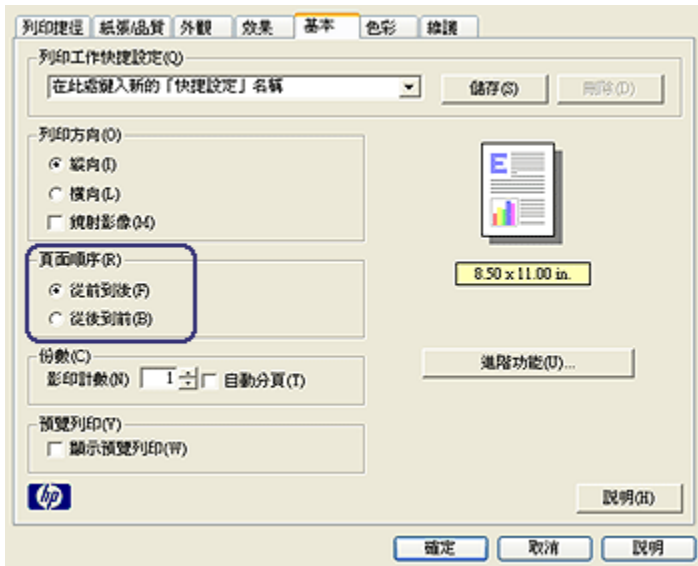 列印捷徑 紙張/品質 外觀 效果 基本 色彩 維護
列印工作快捷設定(Q)
在此處鍵入新的「快捷設定」名稱
儲存(S) 刪除(D)
列印方向(O)
縱向(I)
橫向(L)
鏡射影像(M)
E
頁面順序(R)
從前到後(F)
8.50 x 11.00 in.
從後到前(B)
份數(C)
影印計數(N) 1 自動分頁(T)
進階功能(U)...
預覽列印(V)
顯示預覽列印(W)
hp
說明(H)
確定 取消 說明